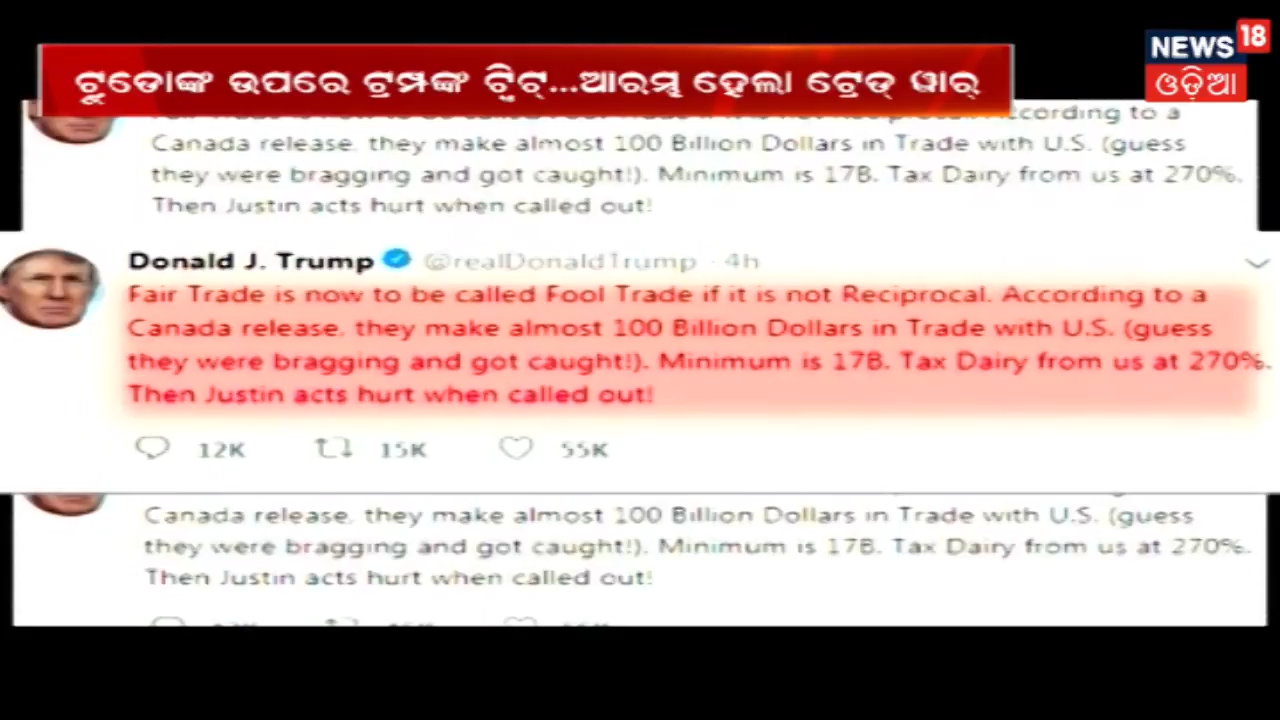 NEWS 18
ଓଡ଼ିଆ
ଟ୍ରୁଡୋଙ୍କ ଉପରେ ଟ୍ରମ୍ପଙ୍କ ଟ୍ୱିଟ୍...ଆରମ୍ଭ ହେଲା ଟ୍ରେଡ୍ ୱାର୍
According to a
Canada release, they make almost 100 Billion Dollars in Trade with U.S. (guess
they were bragging and got caught!). Minimum is 17B. Tax Dairy from us at 270%.
Then Justin acts hurt when called out!
Donald J. Trump @realDonaldTrump · 4h
Fair Trade is now to be called Fool Trade if it is not Reciprocal. According to a
Canada release, they make almost 100 Billion Dollars in Trade with U.S. (guess
they were bragging and got caught!). Minimum is 17B. Tax Dairy from us at 270%.
Then Justin acts hurt when called out!
12K 15K 55K
Canada release, they make almost 100 Billion Dollars in Trade with U.S. (guess
they were bragging and got caught!). Minimum is 17B. Tax Dairy from us at 270%.
Then Justin acts hurt when called out!